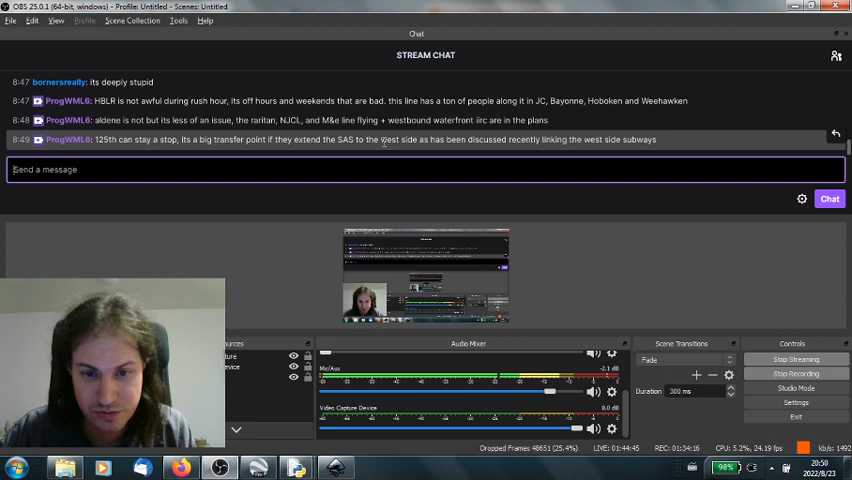 OBS 25.0.1 (64-bit, windows) - Profile: Untitled - Scenes: Untitled
File Edit View Profile Scene Collection Tools Help
Chat
STREAM CHAT
8:47 bornersreally: its deeply stupid
8:47 ProgWML6: HBLR is not awful during rush hour, its off hours and weekends that are bad. this line has a ton of people along it in JC, Bayonne, Hoboken and Weehawken
8:48 ProgWML6: aldene is not but its less of an issue, the raritan, NJCL, and M&e line flying + westbound waterfront iirc are in the plans
8:49 ProgWML6: 125th can stay a stop, its a big transfer point if they extend the SAS to the west side as has been discussed recently linking the west side subways
Send a message
Chat
ources Audio Mixer Scene Transitions Controls
Mic/Aux -2.1
Video Capture Device 0.0
Fade
Duration 300 ms
Stop Streaming
Stop Recording
Studio Mode
Settings
Exit
Dropped Frames 48651 (25.4%) LIVE: 01:44:45 REC: 01:34:16 CPU: 5.2%, 24.19 fps kb/s: 1492
98% 20:50
2022/8/23